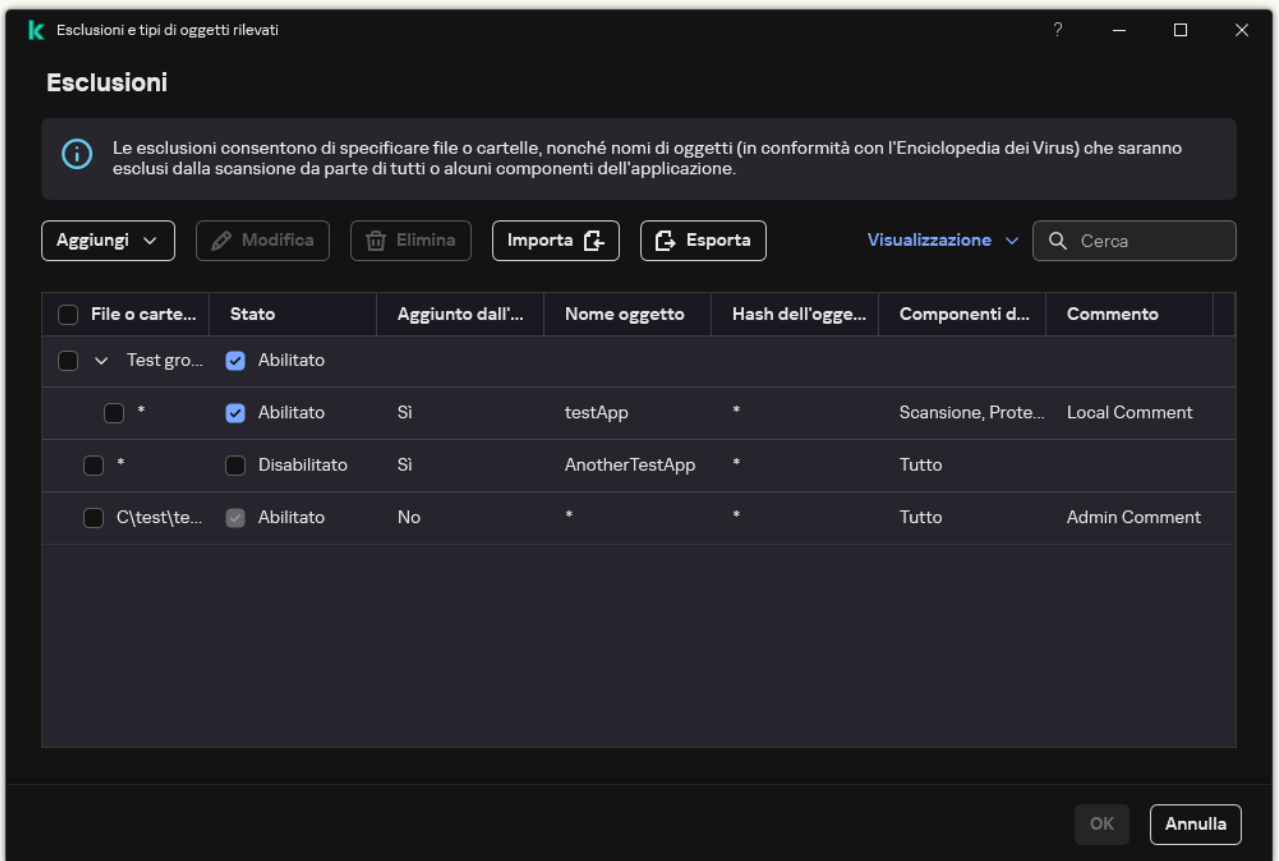 Esclusioni e tipi di oggetti rilevati
Esclusioni
Le esclusioni consentono di specificare file o cartelle, nonché nomi di oggetti (in conformità con l'Enciclopedia dei Virus) che saranno
esclusi dalla scansione da parte di tutti o alcuni componenti dell'applicazione.
Aggiungi Modifica Elimina Importa Esporta Visualizzazione Cerca
File o carte... Stato Aggiunto dall'... Nome oggetto Hash dell'ogge... Componenti d... Commento
Test gro... Abilitato
* Abilitato Sì testApp * Scansione, Prote... Local Comment
* Disabilitato Sì AnotherTestApp * Tutto
C\test\te... Abilitato No * * Tutto Admin Comment
OK Annulla